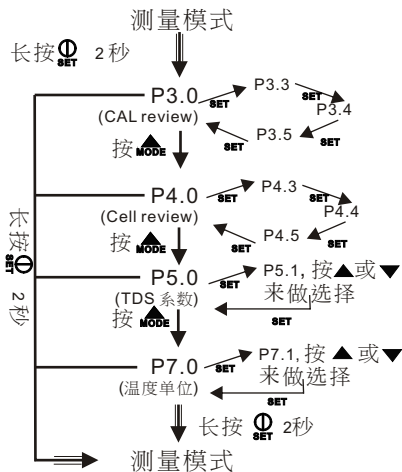 测量模式
长按 SET 2秒
P3.0 SET P3.3 SET
(CAL review) P3.4
SET P3.5 SET
按 MODE
P4.0 SET P4.3 SET
(Cell review) P4.4
SET P4.5 SET
按 MODE
长按 SET 2秒
P5.0 SET P5.1, 按▲或▼
(TDS 系数) 来做选择
SET
按 MODE
P7.0 SET P7.1, 按▲或▼
(温度单位) 来做选择
SET
长按 SET 2秒
测量模式